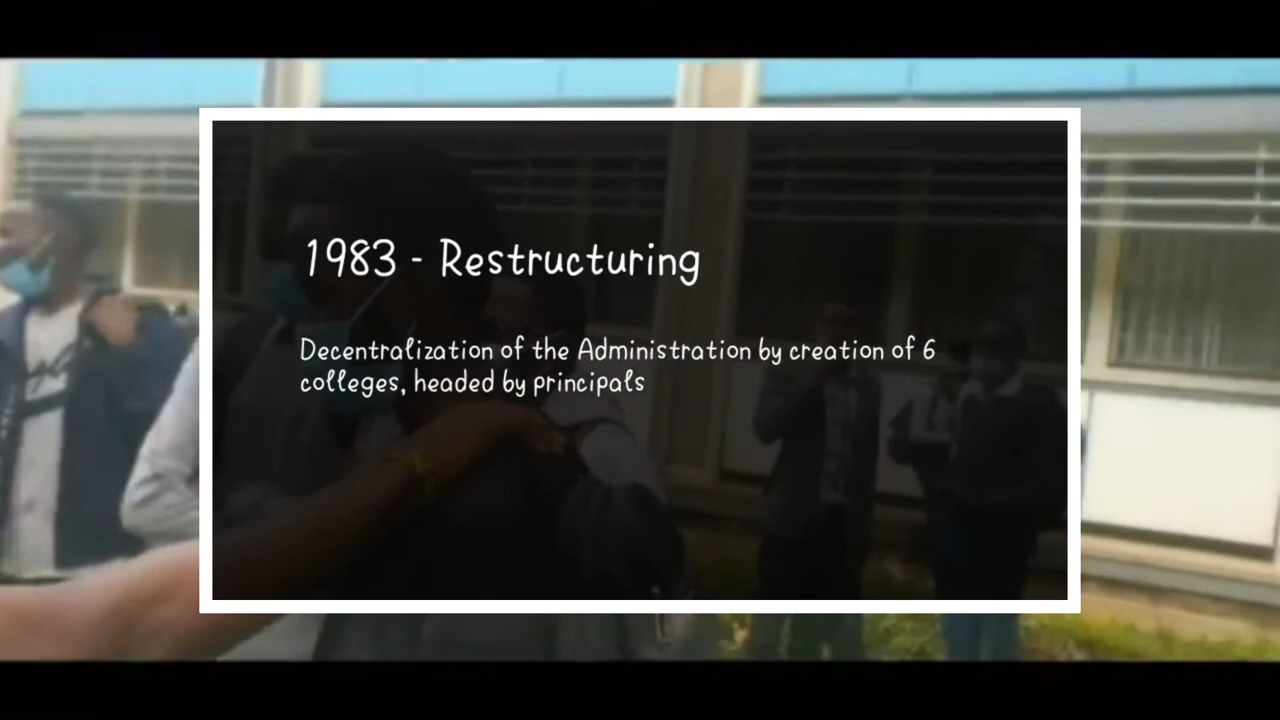 1983 - Restructuring
Decentralization of the Administration by creation of 6
colleges, headed by principals